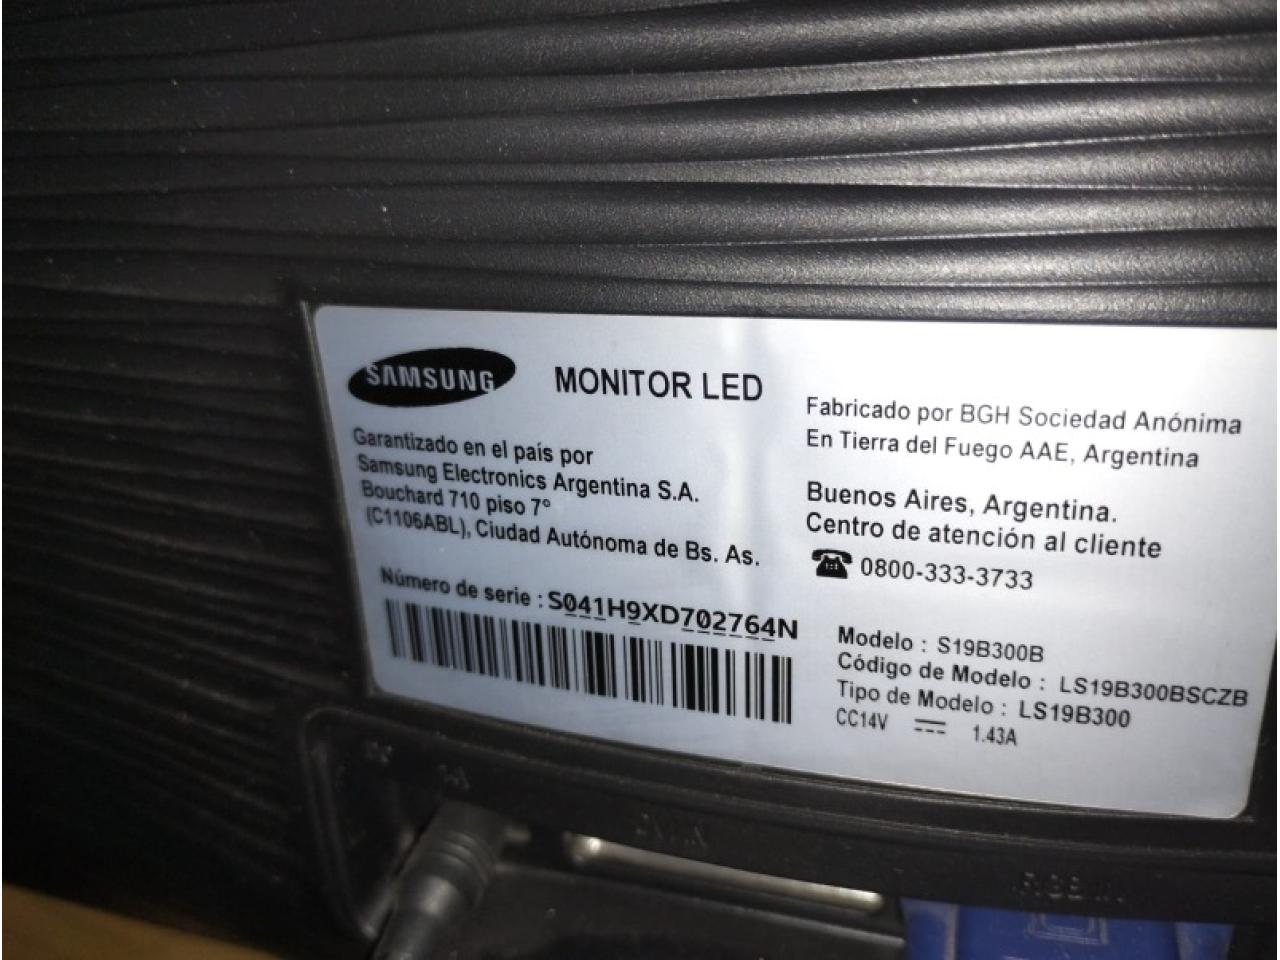 SAMSUNG
MONITOR LED
Garantizado en el país por
Samsung Electronics Argentina S.A.
Bouchard 710 piso 7°
(C1106ABL), Ciudad Autónoma de Bs. As.
Número de serie : S041H9XD702764N
Fabricado por BGH Sociedad Anónima
En Tierra del Fuego AAE, Argentina
Buenos Aires, Argentina.
Centro de atención al cliente
0800-333-3733
Modelo : S19B300B
Código de Modelo : LS19B300BSCZB
Tipo de Modelo : LS19B300
CC14V 1.43A
RGB IN